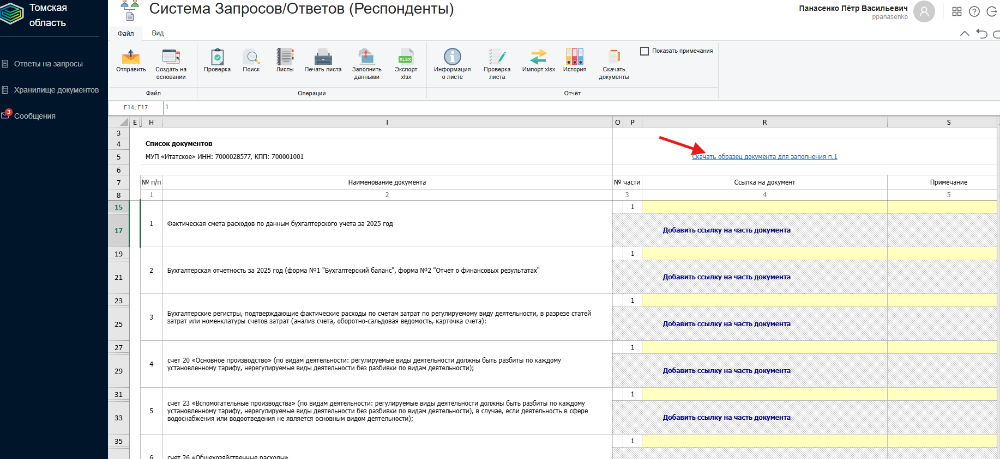 Томская
область
Система Запросов/Ответов (Респонденты)
Панасенко Пётр Васильевич
ppanasenko
Файл
Вид
Ответы на запросы
Хранилище документов
3
Сообщения
Отправить
Создать на
основании
Файл
Проверка
Поиск
Листы
Печать листа
Заполнить
данными
XLSX
Экспорт
xlsx
Операции
Информация
о листе
Проверка
листа
Импорт xlsx
История
Скачать
документы
Отчёт
Показать примечания
F14:F17
1
E H I O P R S
3
4 Список документов
5 МУП «Итатское» ИНН: 7000028577, КПП: 700001001 Скачать образец документа для заполнения п.1
6
7 № п/п Наименование документа № части Ссылка на документ Примечание
8 1 2 3 4 5
15 1
17 1 Фактическая смета расходов по данным бухгалтерского учета за 2025 год Добавить ссылку на часть документа
19 1
21 2 Бухгалтерская отчетность за 2025 год (форма №1 "Бухгалтерский баланс", форма №2 "Отчет о финансовых результатах" Добавить ссылку на часть документа
23 1
25 3 Бухгалтерские регистры, подтверждающие фактические расходы по счетам затрат по регулируемому виду деятельности, в разрезе статей
затрат или номенклатуры счетов затрат (анализ счета, оборотно-сальдовая ведомость, карточка счета): Добавить ссылку на часть документа
27 1
29 4 счет 20 «Основное производство» (по видам деятельности: регулируемые виды деятельности должны быть разбиты по каждому
установленному тарифу, нерегулируемые виды деятельности без разбивки по видам деятельности); Добавить ссылку на часть документа
31 1
33 5 счет 23 «Вспомогательные производства» (по видам деятельности: регулируемые виды деятельности должны быть разбиты по каждому
установленному тарифу, нерегулируемые виды деятельности без разбивки по видам деятельности), в случае, если деятельность в сфере
водоснабжения или водоотведения не является основным видом деятельности); Добавить ссылку на часть документа
35 1
6 счет 26 «Общехозяйственные расходы»